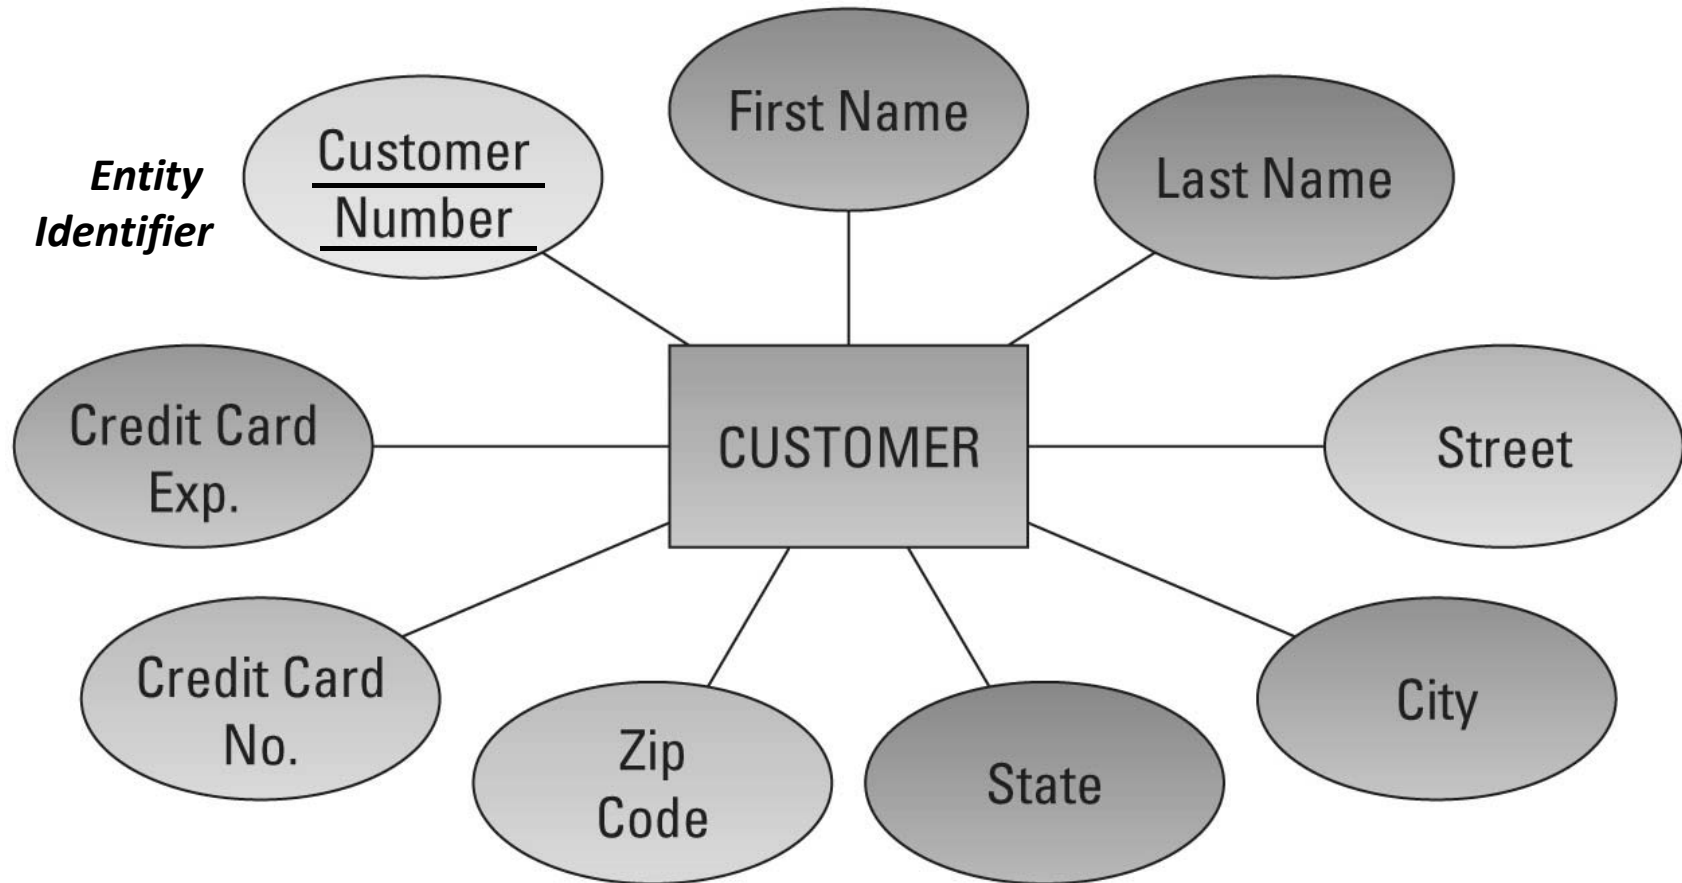 Entity
Identifier
Customer
Number
First Name
Last Name
Credit Card
Exp.
CUSTOMER
Street
Credit Card
No.
Zip
Code
State
City